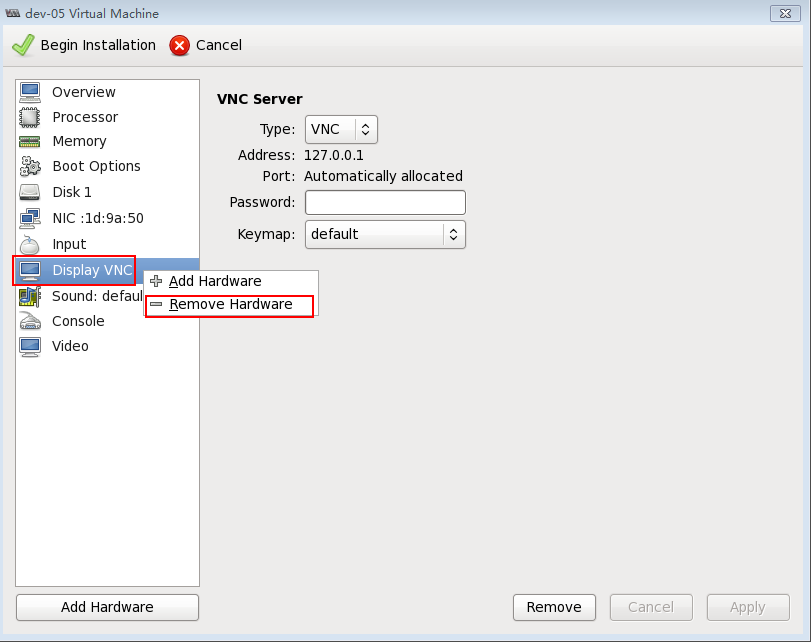 dev-05 Virtual Machine
Begin Installation Cancel
Overview
Processor
Memory
Boot Options
Disk 1
NIC :1d:9a:50
Input
Display VNC
Sound: defaul
Console
Video
Add Hardware
Remove Hardware
VNC Server
Type: VNC
Address: 127.0.0.1
Port: Automatically allocated
Password:
Keymap: default
Add Hardware
Remove Cancel Apply